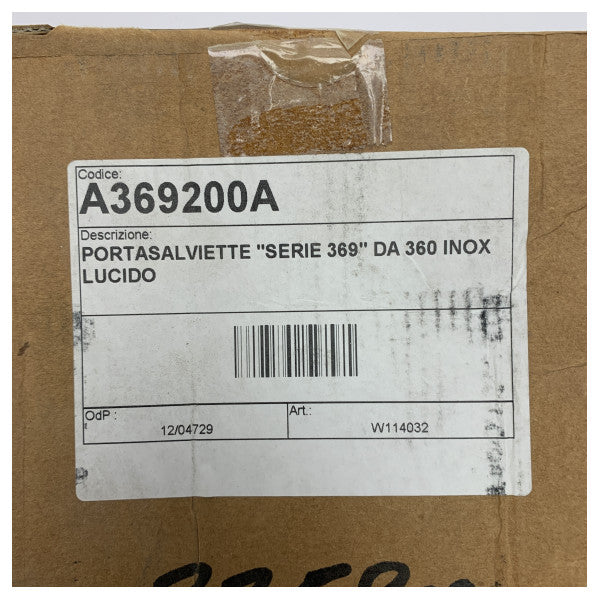 Codice:
A369200A
Descrizione:
PORTASALVIETTE "SERIE 369" DA 360 INOX
LUCIDO
OdP :
12/04729
Art.:
W114032